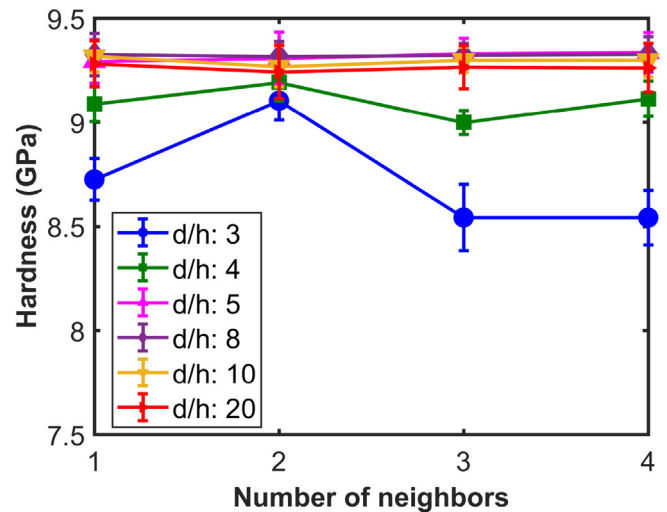 9.5
9
8.5
8
7.5
Hardness (GPa)
d/h: 3
d/h: 4
d/h: 5
d/h: 8
d/h: 10
d/h: 20
1
2
3
4
Number of neighbors